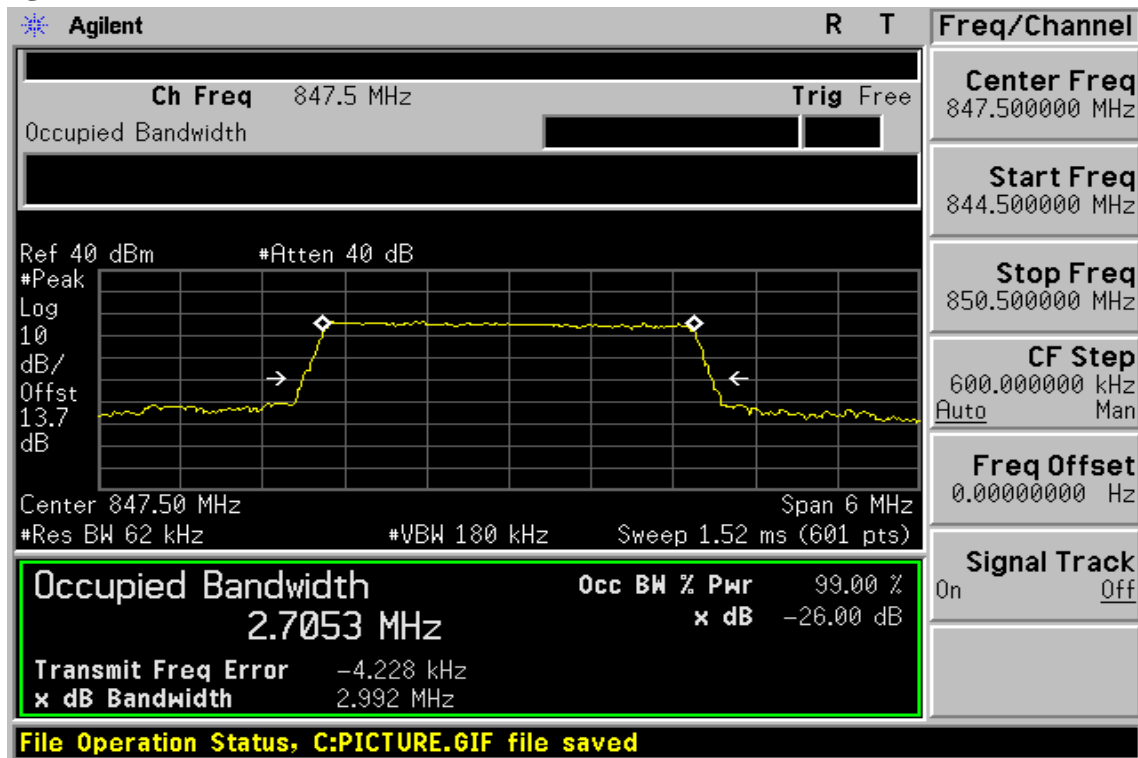 Agilent R T Freq/Channel
Ch Freq 847.5 MHz Trig Free
Occupied Bandwidth
Center Freq
847.500000 MHz
Start Freq
844.500000 MHz
Stop Freq
850.500000 MHz
CF Step
600.000000 kHz
Auto Man
Freq Offset
0.00000000 Hz
Signal Track
On Off
Ref 40 dBm #Atten 40 dB
#Peak
Log
10
dB/
Offst
13.7
dB
Center 847.50 MHz Span 6 MHz
#Res BW 62 kHz #VBW 180 kHz Sweep 1.52 ms (601 pts)
Occupied Bandwidth
2.7053 MHz
Occ BW % Pwr 99.00 %
x dB -26.00 dB
Transmit Freq Error -4.228 kHz
x dB Bandwidth 2.992 MHz
File Operation Status, C:PICTURE.GIF file saved